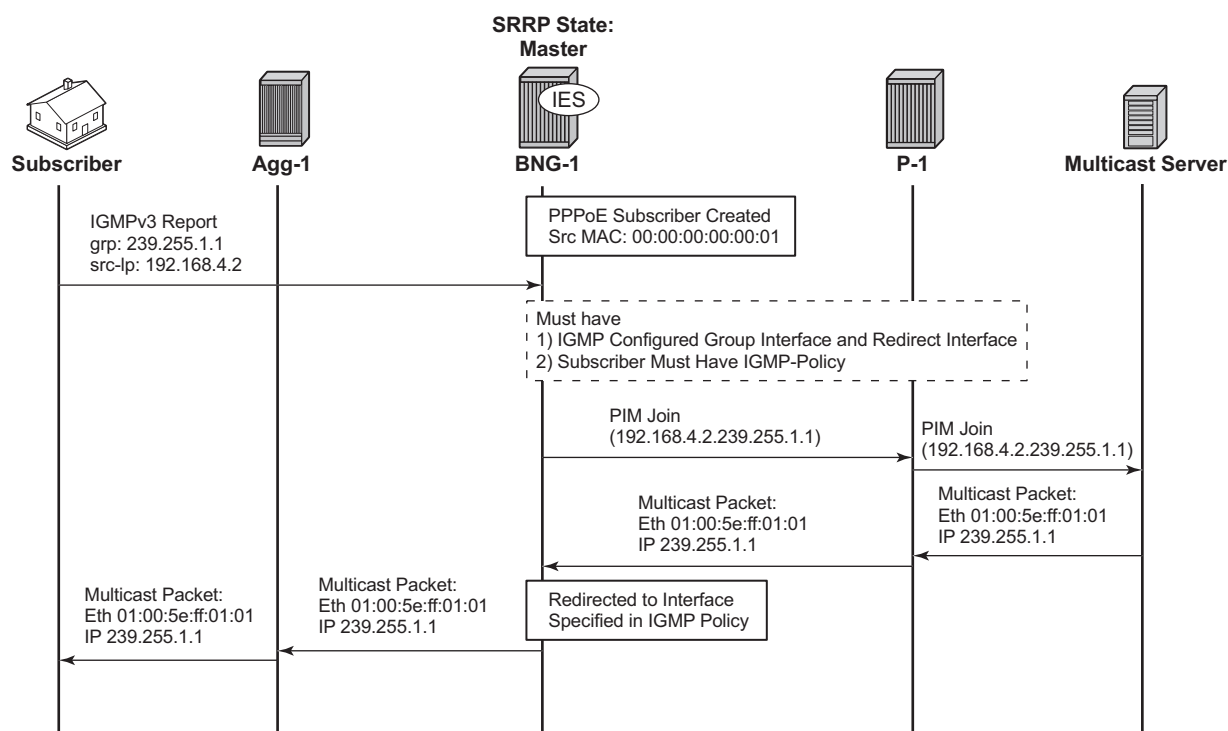 SRRP State:
Master
IES
Subscriber
Agg-1
BNG-1
P-1
Multicast Server
PPPoE Subscriber Created
Src MAC: 00:00:00:00:00:01
IGMPv3 Report
grp: 239.255.1.1
src-lp: 192.168.4.2
Must have
1) IGMP Configured Group Interface and Redirect Interface
2) Subscriber Must Have IGMP-Policy
PIM Join
(192.168.4.2.239.255.1.1)
PIM Join
(192.168.4.2.239.255.1.1)
Multicast Packet:
Eth 01:00:5e:ff:01:01
IP 239.255.1.1
Multicast Packet:
Eth 01:00:5e:ff:01:01
IP 239.255.1.1
Redirected to Interface
Specified in IGMP Policy
Multicast Packet:
Eth 01:00:5e:ff:01:01
IP 239.255.1.1
Multicast Packet:
Eth 01:00:5e:ff:01:01
IP 239.255.1.1